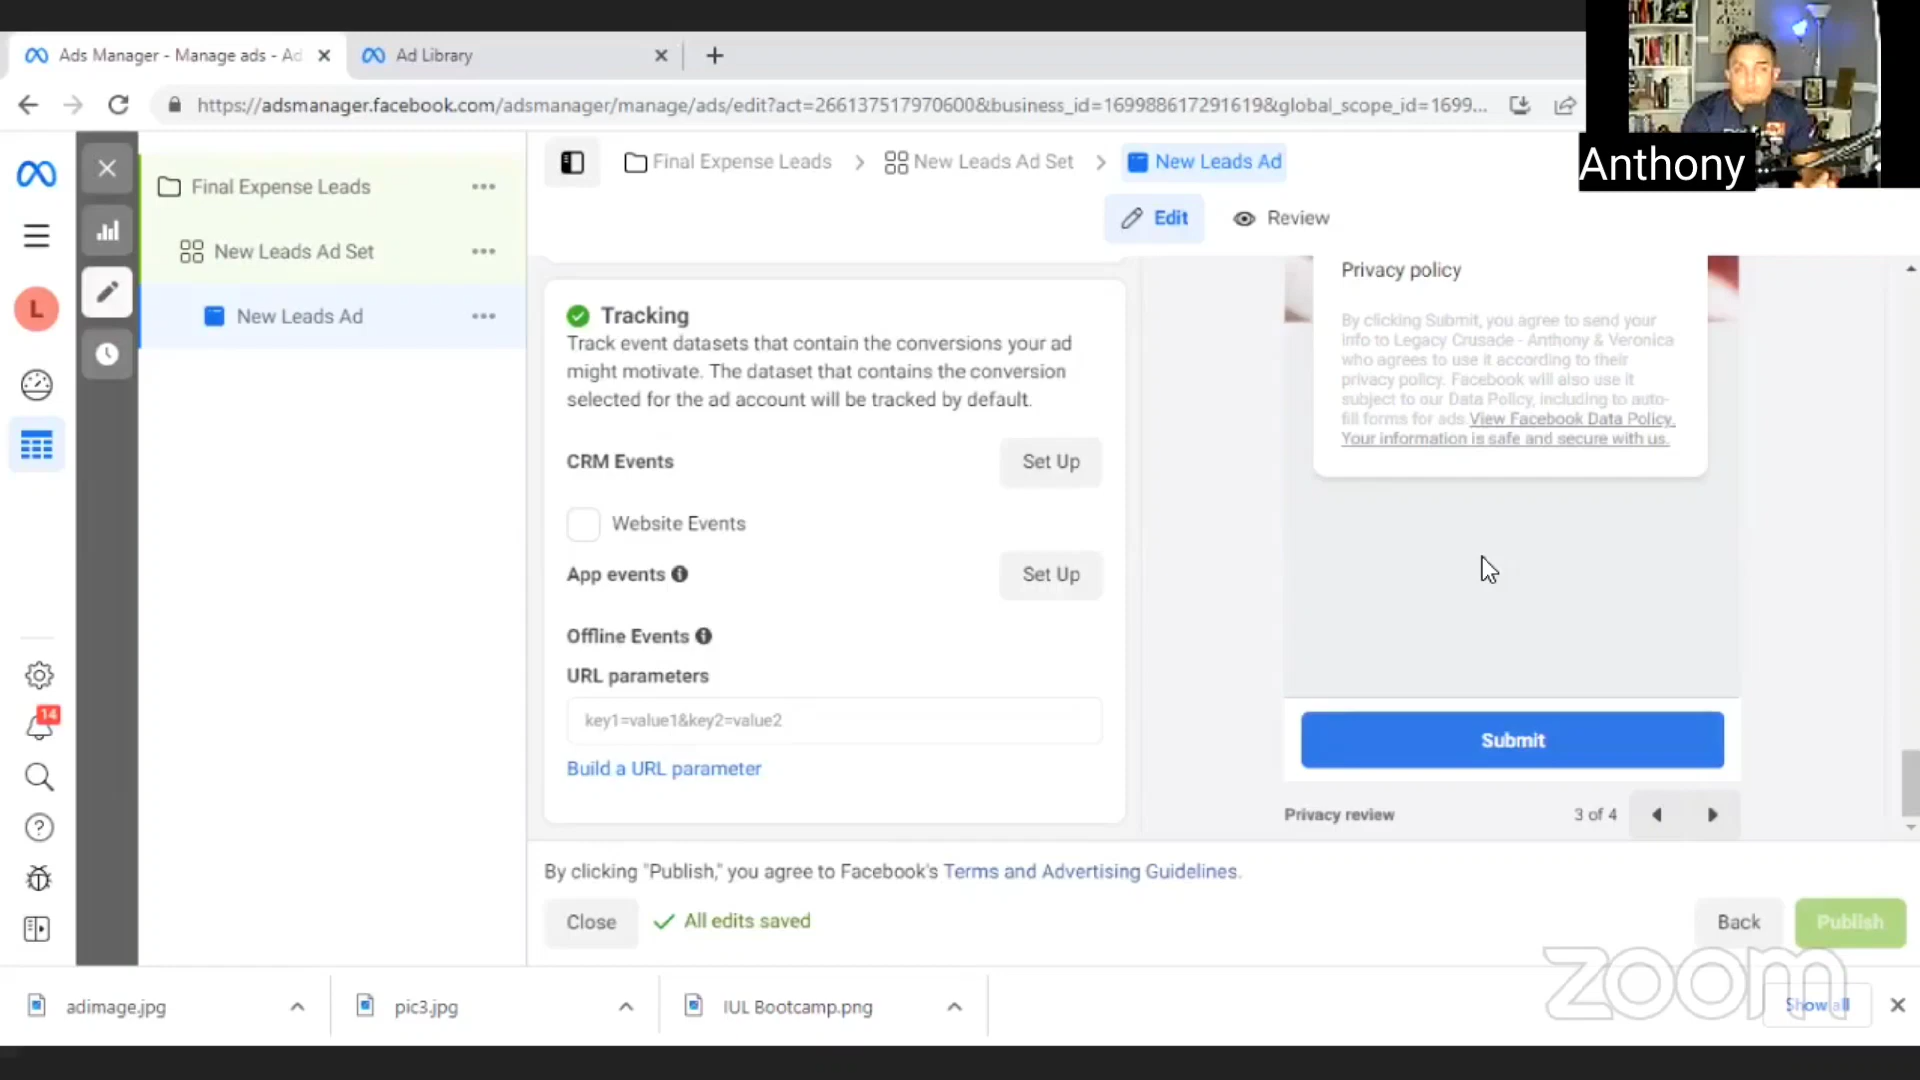 Ads Manager - Manage ads - Ad
Ad Library
https://adsmanager.facebook.com/adsmanager/manage/ads/edit?act=266137517970600&business_id=169988617291619&global_scope_id=1699...
Anthony
L
14
Final Expense Leads
New Leads Ad Set
New Leads Ad
Final Expense Leads
New Leads Ad Set
New Leads Ad
Edit
Review
Tracking
Track event datasets that contain the conversions your ad
might motivate. The dataset that contains the conversion
selected for the ad account will be tracked by default.
CRM Events
Set Up
Website Events
App events
Set Up
Offline Events
URL parameters
key1=value1&key2=value2
Build a URL parameter
Privacy policy
By clicking Submit, you agree to send your
info to Legacy Crusade - Anthony & Veronica
who agrees to use it according to their
privacy policy. Facebook will also use it
subject to our Data Policy, including to auto-
fill forms for ads. View Facebook Data Policy.
Your information is safe and secure with us.
Submit
Privacy review
3 of 4
By clicking "Publish," you agree to Facebook's Terms and Advertising Guidelines.
Close
All edits saved
Back
Publish
zoom
adimage.jpg
pic3.jpg
IUL Bootcamp.png
Show all